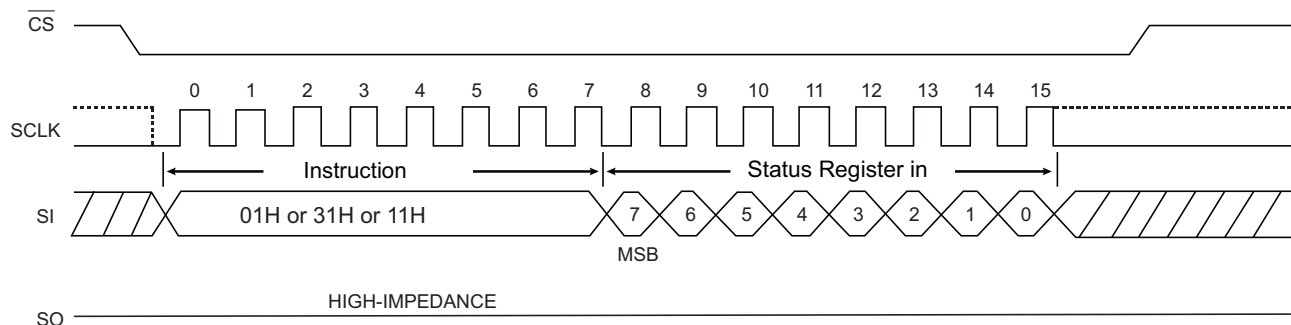 CS
0 1 2 3 4 5 6 7 8 9 10 11 12 13 14 15
SCLK
Instruction Status Register in
SI 01H or 31H or 11H 7 6 5 4 3 2 1 0
MSB
HIGH-IMPEDANCE
SO